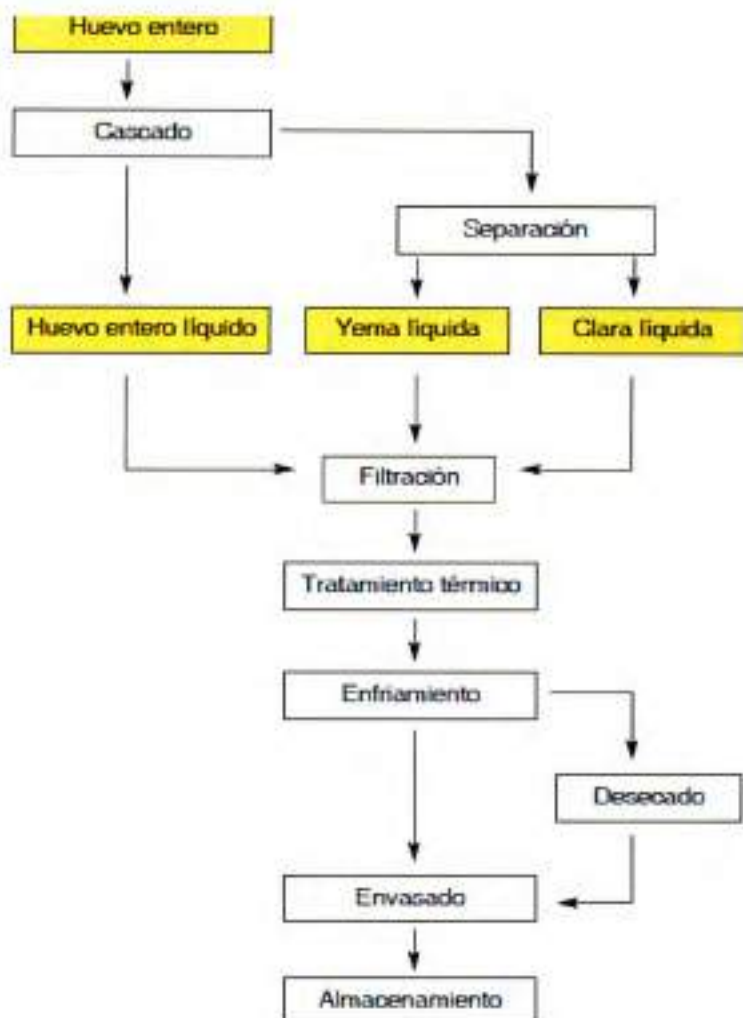 Huevo entero
Cascado
Separación
Huevo entero líquido
Yema líquida
Clara líquida
Filtración
Tratamiento térmico
Enfriamiento
Desecado
Envasado
Almacenamiento